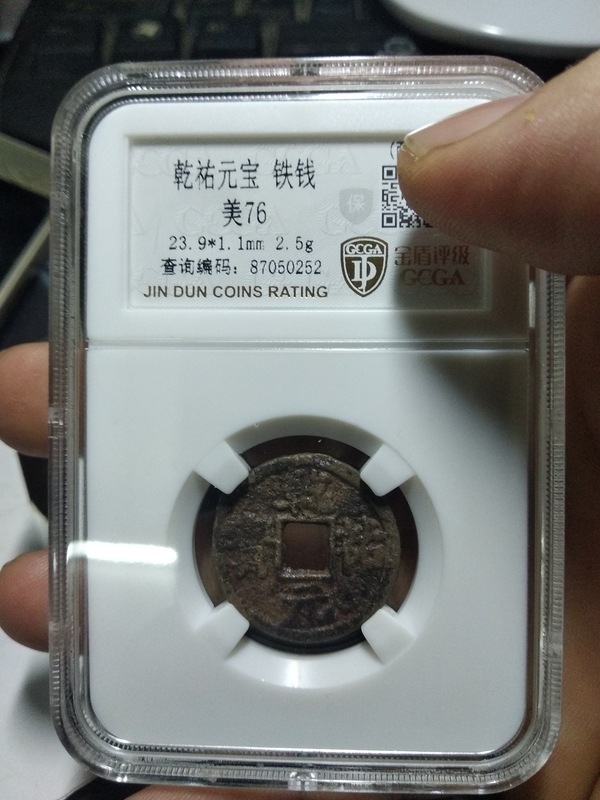 乾祐元宝 铁钱
美76
保
23.9*1.1mm 2.5g
查询编码: 87050252
JIN DUN COINS RATING
GCGA
金盾评级
GCGA